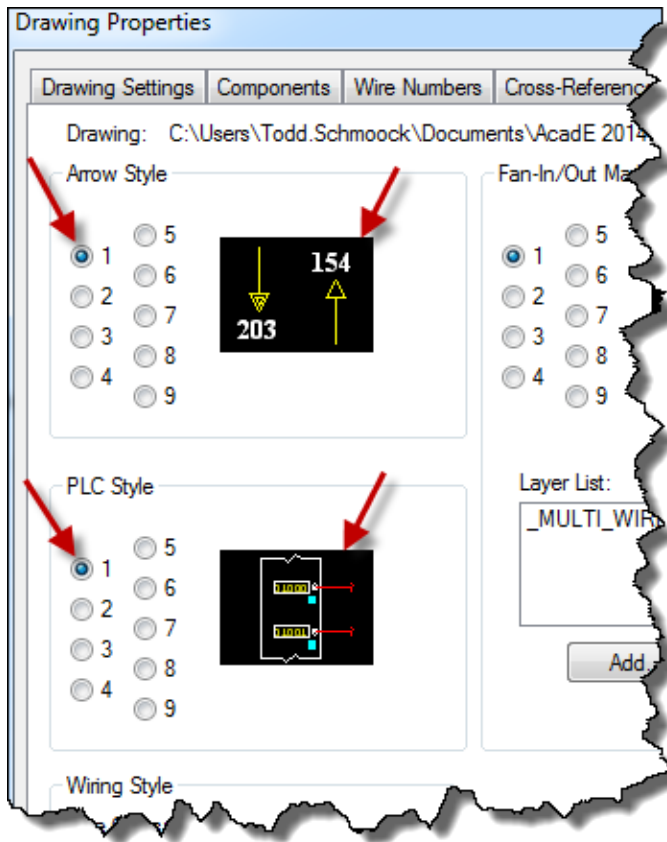 Drawing Properties
Drawing Settings Components Wire Numbers Cross-Reference
Drawing: C:\Users\Todd.Schmoock\Documents\AcadE 2014
Arrow Style
1
2
3
4
5
6
7
8
9
203
154
Fan-In/Out
1
2
3
4
5
6
7
8
9
PLC Style
1
2
3
4
5
6
7
8
9
Layer List:
_MULTI_WIR
Add
Wiring Style